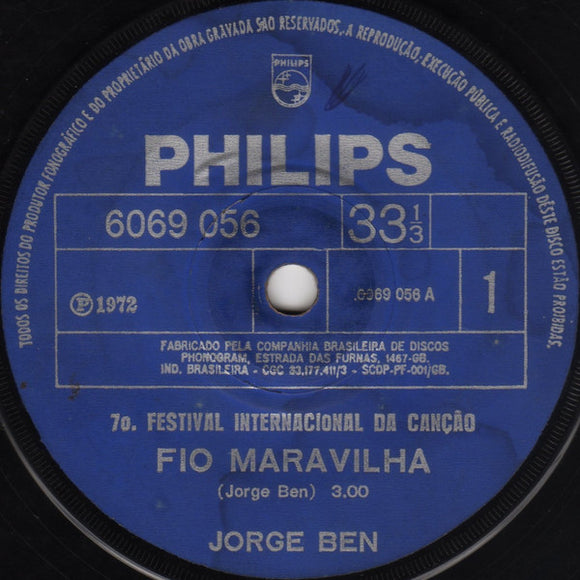 TODOS OS DIREITOS DO PRODUTOR FONOGRÁFICO E DO PROPRIETÁRIO DA OBRA GRAVADA SÃO RESERVADOS. A REPRODUÇÃO, EXECUÇÃO PÚBLICA E RADIODIFUSÃO DÊSTE DISCO ESTÃO PROIBIDAS.
PHILIPS
PHILIPS
6069 056
33 1/3
Ⓟ 1972
6069 056 A
1
FABRICADO PELA COMPANHIA BRASILEIRA DE DISCOS
PHONOGRAM, ESTRADA DAS FURNAS, 1467-GB.
IND. BRASILEIRA - CGC 33,177.411/3 - SCDP-PF-001/GB.
7o. FESTIVAL INTERNACIONAL DA CANÇÃO
FIO MARAVILHA
(Jorge Ben) 3.00
JORGE BEN